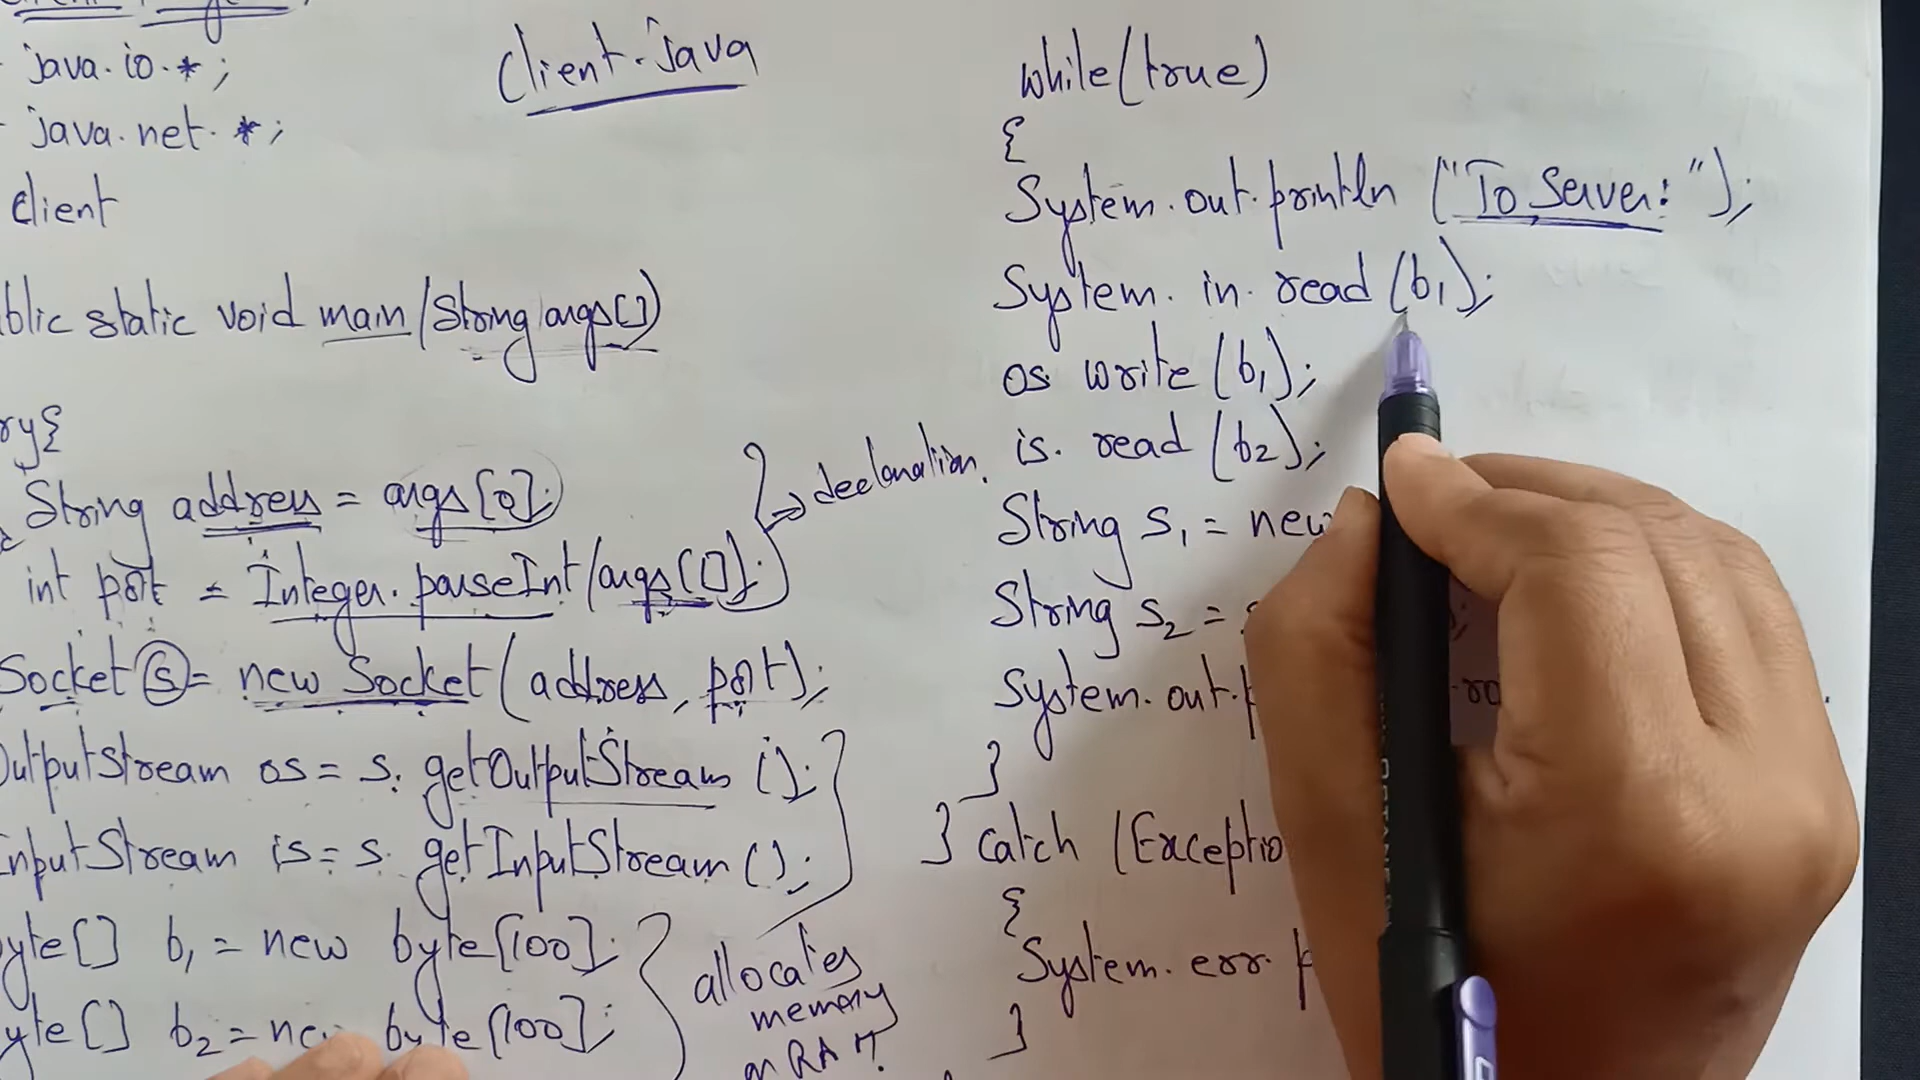 Client.java
java.io.*;
java.net.*;
Client
blic static void main(String args[])
ry{
String address = args[0];
int port = Integer.parseInt(args[1]);
declaration.
Socket s = new Socket(address, port);
OutputStream os = s.getOutputStream();
InputStream is = s.getInputStream();
yte[] b1 = new byte[100];
yte[] b2 = new byte[100];
allocates
memory
on RAM
while(true)
{
System.out.println("To Server:");
System.in.read(b1);
os write(b1);
is.read(b2);
String s1 = new
String s2 =
System.out.p
}
} catch (Exceptio
{
System.err.p
}